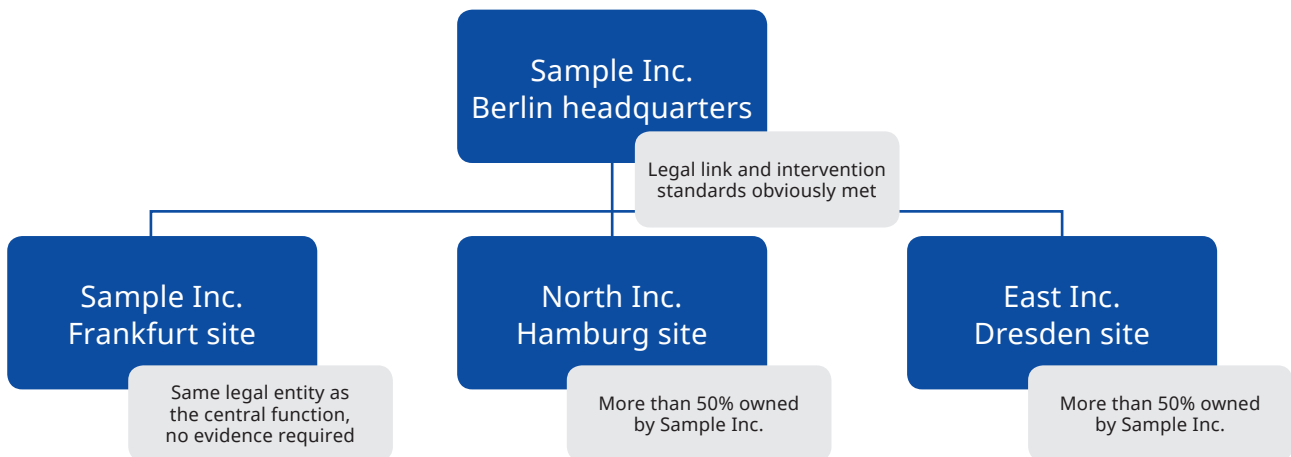 Sample Inc.
Berlin headquarters
Legal link and intervention
standards obviously met
Sample Inc.
Frankfurt site
Same legal entity as
the central function,
no evidence required
North Inc.
Hamburg site
More than 50% owned
by Sample Inc.
East Inc.
Dresden site
More than 50% owned
by Sample Inc.